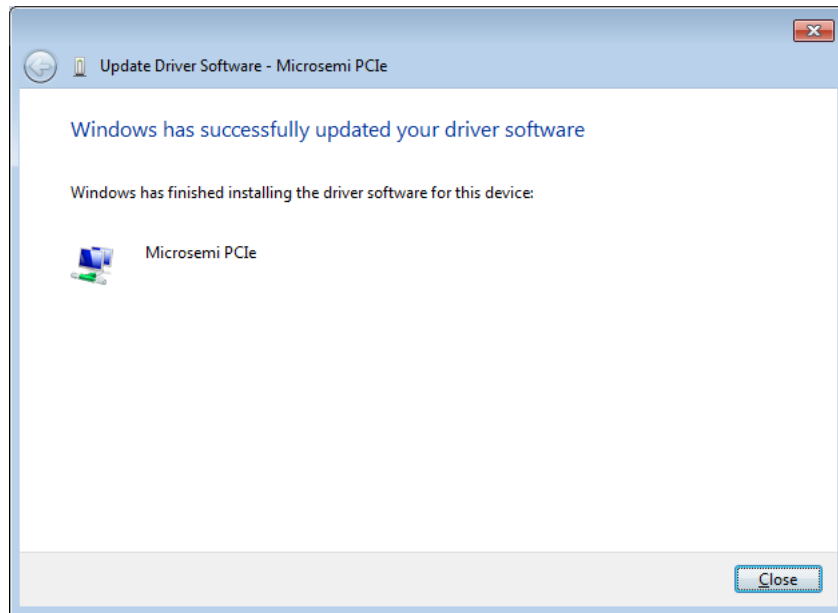 Update Driver Software - Microsemi PCIe
Windows has successfully updated your driver software
Windows has finished installing the driver software for this device:
Microsemi PCIe
Close